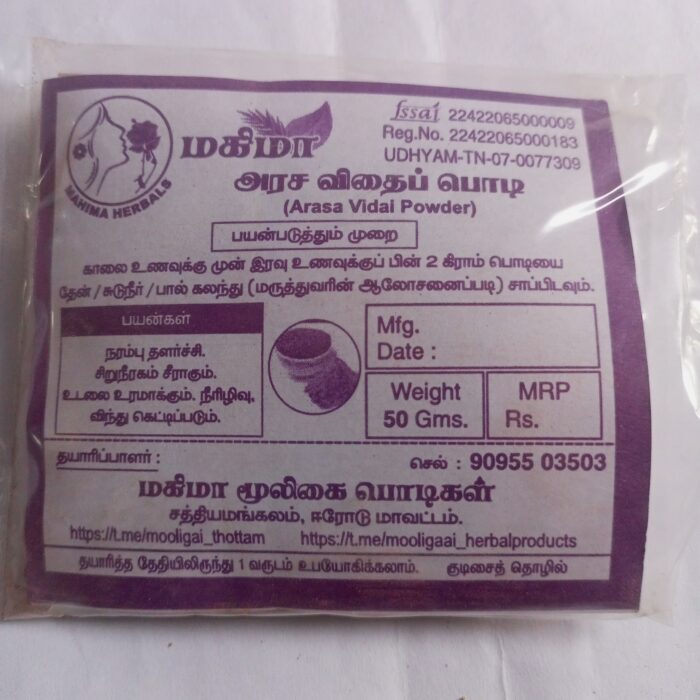 MAHIMA HERBALS
மகிமா
fssai 22422065000009
Reg.No. 22422065000183
UDHYAM-TN-07-0077309
அரச விதைப் பொடி
(Arasa Vidai Powder)
பயன்படுத்தும் முறை
காலை உணவுக்கு முன் இரவு உணவுக்குப் பின் 2 கிராம் பொடியை
தேன் / சுடுநீர் / பால் கலந்து (மருத்துவரின் ஆலோசனைப்படி) சாப்பிடவும்.
பயன்கள்
நரம்பு தளர்ச்சி.
சிறுநீரகம் சீராகும்.
உடலை உரமாக்கும். நீரிழிவு,
விந்து கெட்டிப்படும்.
Mfg.
Date :
Weight
50 Gms.
MRP
Rs.
தயாரிப்பாளர் :
செல் : 90955 03503
மகிமா மூலிகை பொடிகள்
சத்தியமங்கலம், ஈரோடு மாவட்டம்.
https://t.me/mooligai_thottam https://t.me/mooligaai_herbalproducts
தயாரித்த தேதியிலிருந்து 1 வருடம் உபயோகிக்கலாம். குடிசைத் தொழில்